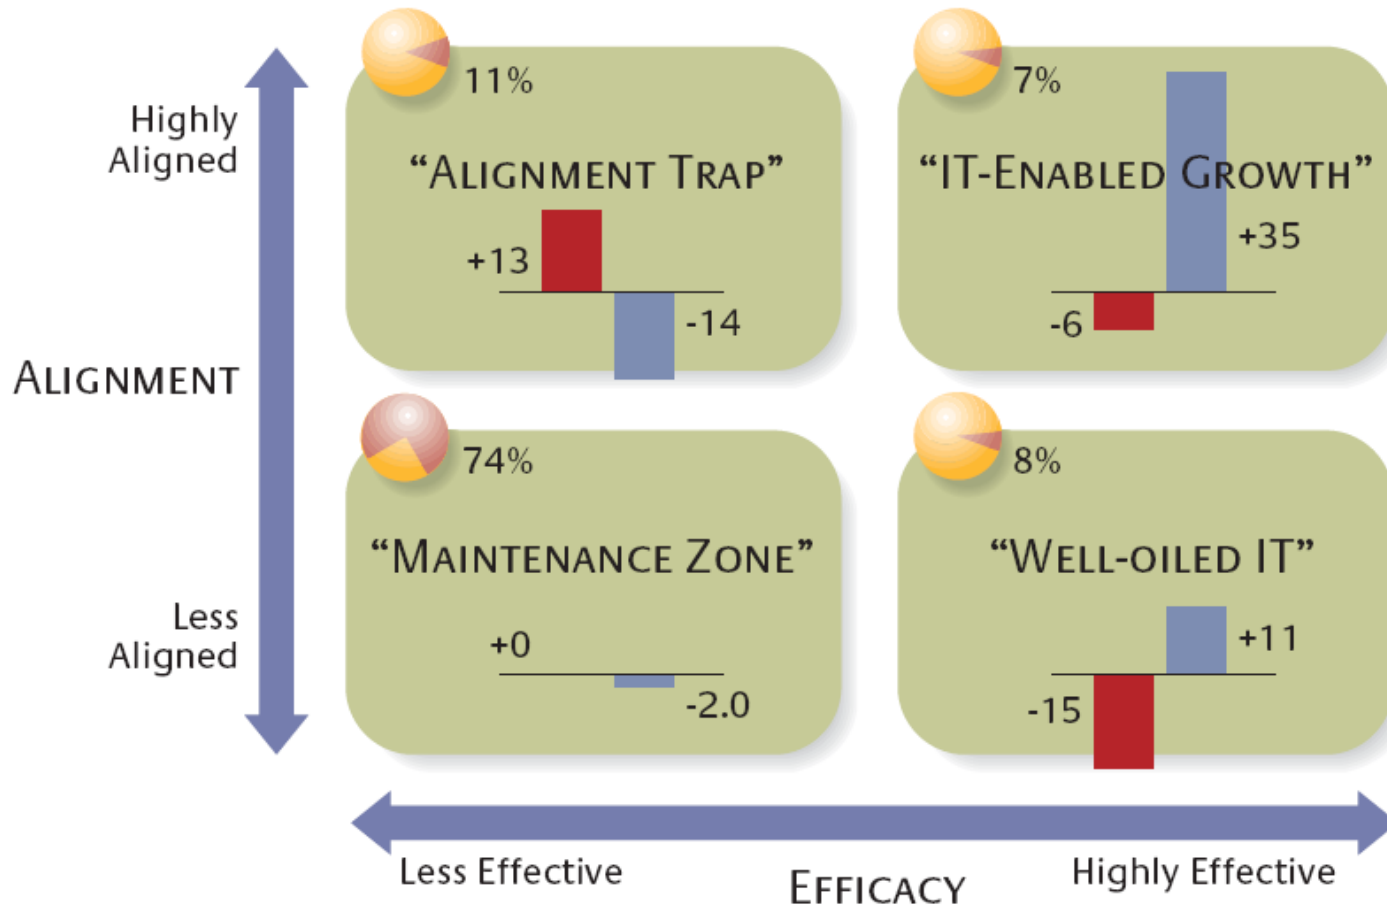 11%
7%
Highly
Aligned
“ALIGNMENT TRAP”
“IT-ENABLED GROWTH”
+13
-14
+35
-6
ALIGNMENT
74%
8%
“MAINTENANCE ZONE”
“WELL-OILED IT”
Less
Aligned
+0
-2.0
+11
-15
Less Effective
EFFICACY
Highly Effective